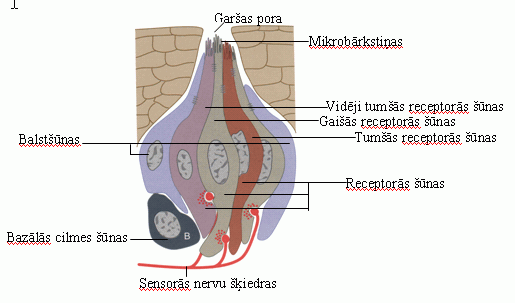 Garšas pora
Mikrobārkstiņas
Vidēji tumšās receptorās šūnas
Gaišās receptorās šūnas
Tumšās receptorās šūnas
Balstšūnas
Receptorās šūnas
Bazālās cilmes šūnas
B
Sensorās nervu šķiedras